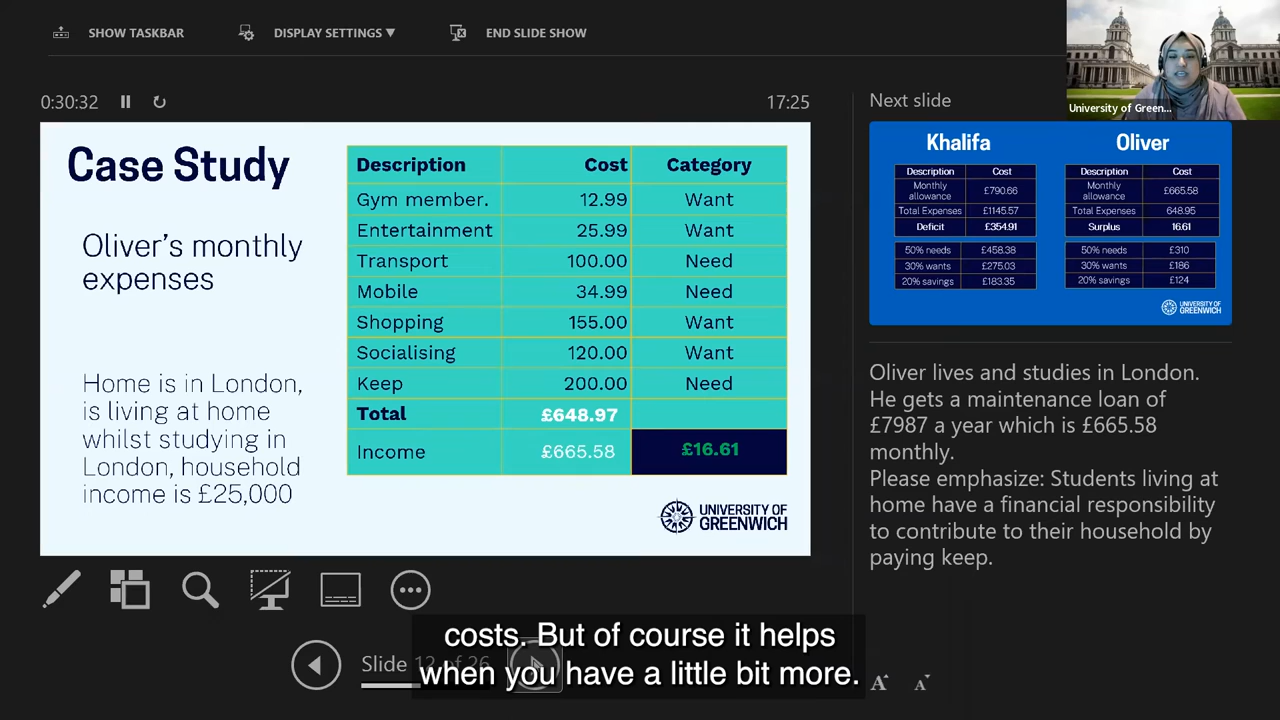 SHOW TASKBAR
DISPLAY SETTINGS ▼
END SLIDE SHOW
University of Green...
0:30:32
17:25
Next slide
Case Study
Oliver's monthly
expenses
Home is in London,
is living at home
whilst studying in
London, household
income is £25,000
Description Cost Category
Gym member. 12.99 Want
Entertainment 25.99 Want
Transport 100.00 Need
Mobile 34.99 Need
Shopping 155.00 Want
Socialising 120.00 Want
Keep 200.00 Need
Total £648.97
Income £665.58 £16.61
UNIVERSITY OF
GREENWICH
Khalifa
Description Cost
Monthly
allowance £790.66
Total Expenses £1145.57
Deficit £354.91
50% needs £458.38
30% wants £275.03
20% savings £183.35
Oliver
Description Cost
Monthly
allowance £665.58
Total Expenses 648.95
Surplus 16.61
50% needs £310
30% wants £186
20% savings £124
UNIVERSITY OF
GREENWICH
Oliver lives and studies in London.
He gets a maintenance loan of
£7987 a year which is £665.58
monthly.
Please emphasize: Students living at
home have a financial responsibility
to contribute to their household by
paying keep.
Slide 12 of 26
costs. But of course it helps
when you have a little bit more.
A A